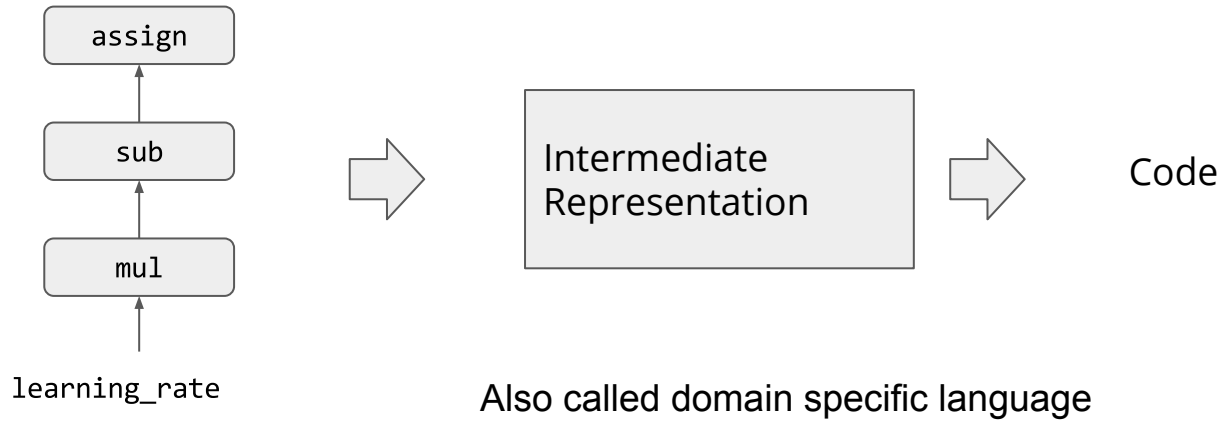 assign
sub
mul
learning_rate
Intermediate
Representation
Code
Also called domain specific language